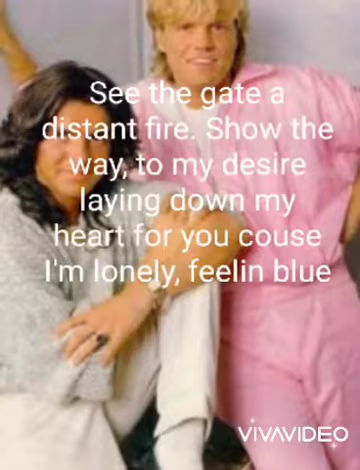 See the gate a
distant fire. Show the
way, to my desire
laying down my
heart for you couse
I'm lonely, feelin blue
VIVAVIDEO